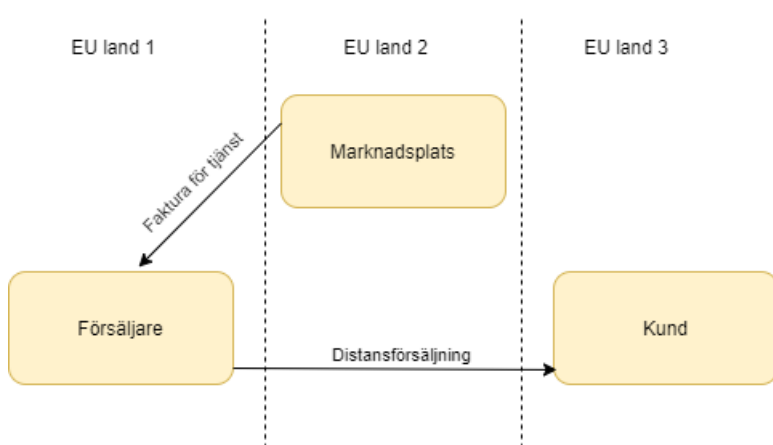 EU land 1
EU land 2
EU land 3
Marknadsplats
Faktura för tjänst
Försäljare
Distansförsäljning
Kund